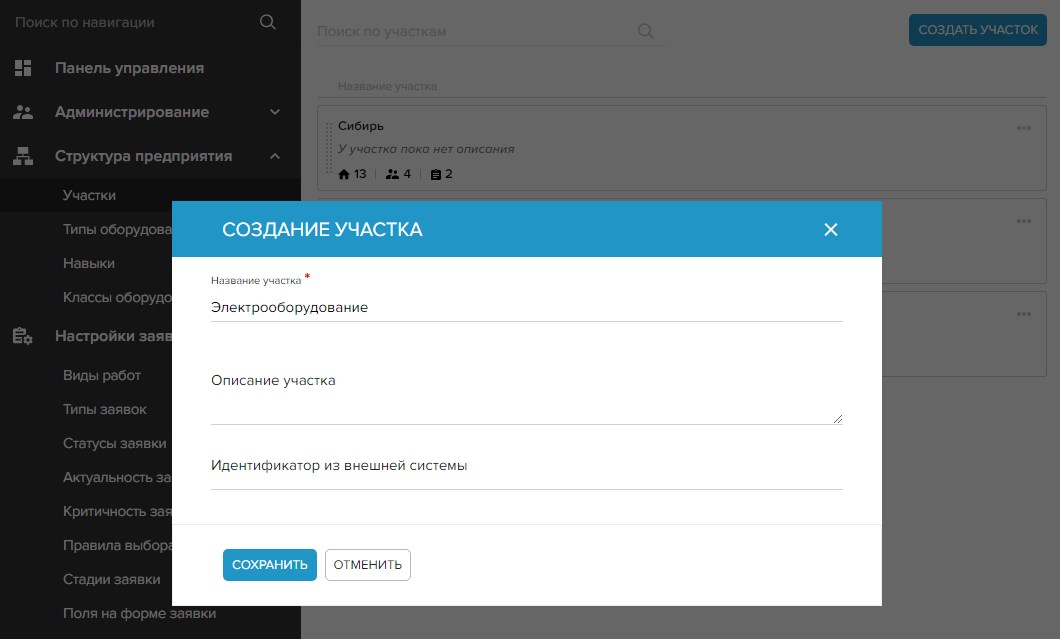 Поиск по навигации
Панель управления
Администрирование
Структура предприятия
Участки
Типы оборудова
Навыки
Классы оборудо
Настройки заяв
Виды работ
Типы заявок
Статусы заявки
Актуальность за
Критичность зая
Правила выбора
Стадии заявки
Поля на форме заявки
Поиск по участкам
СОЗДАТЬ УЧАСТОК
Название участка
Сибирь
У участка пока нет описания
13 4 2
СОЗДАНИЕ УЧАСТКА
Название участка *
Электрооборудование
Описание участка
Идентификатор из внешней системы
СОХРАНИТЬ ОТМЕНИТЬ